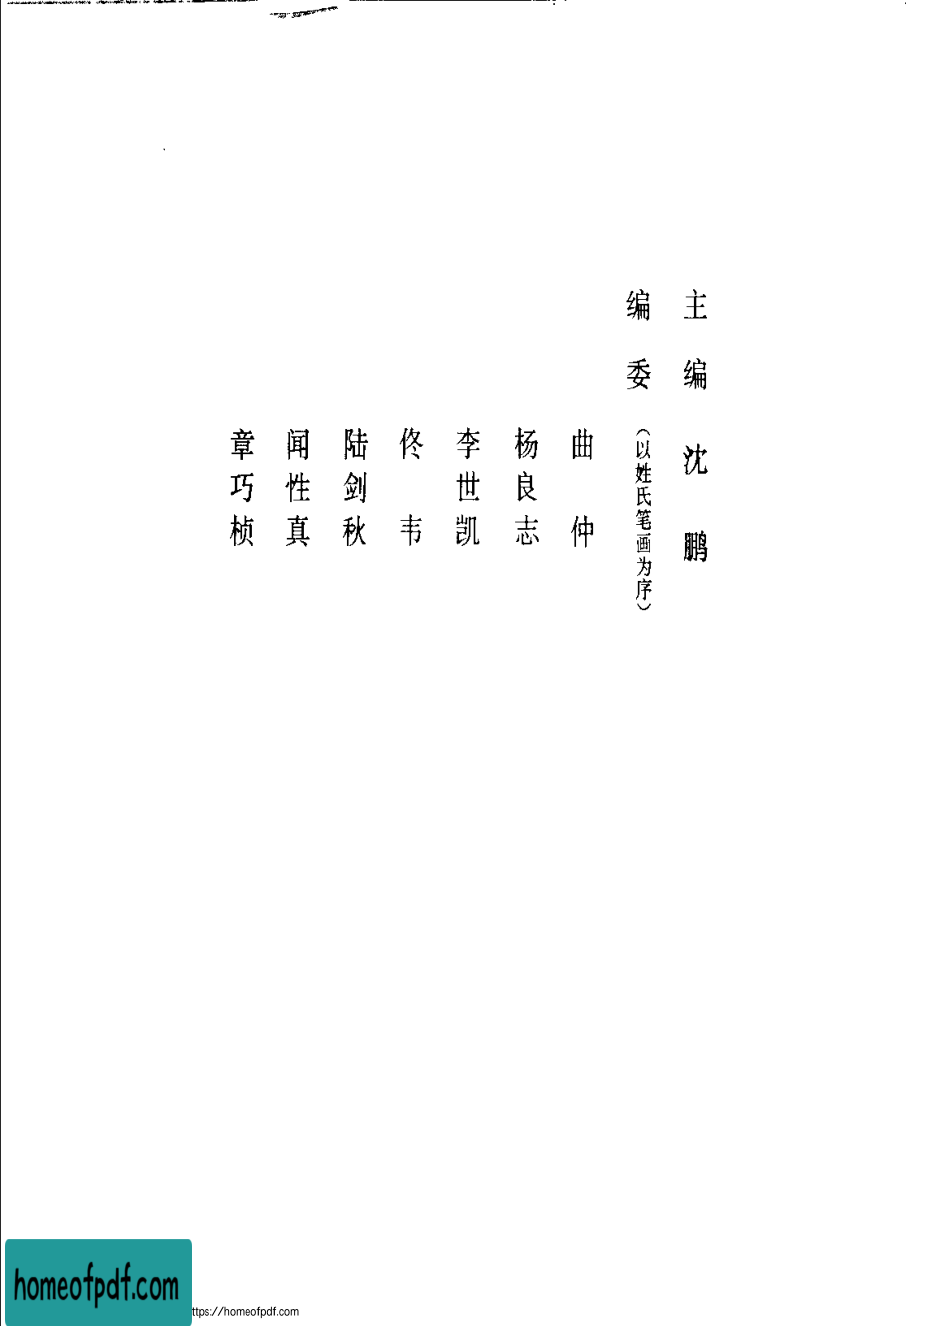 主编 沈鹏
编委（以姓氏笔画为序）
曲仲
杨良志
李世凯
佟韦
陆剑秋
闻性真
章巧桢
homeofpdf.com
ttps://homeofpdf.com